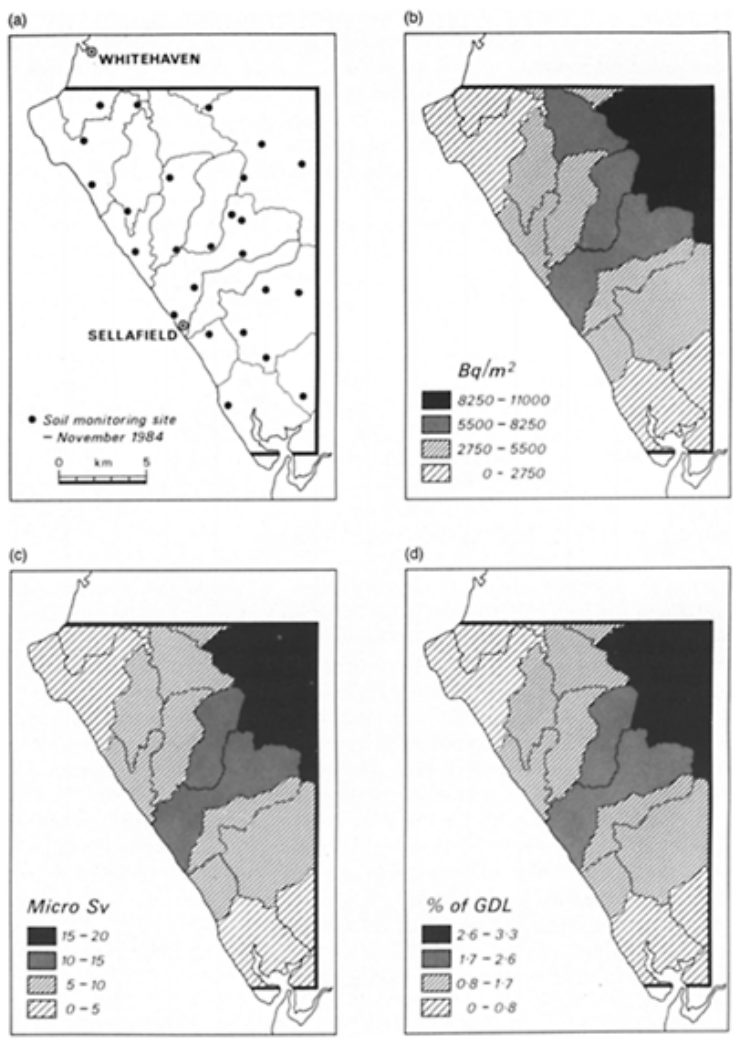 (a)
WHITEHAVEN
SELLAFIELD
Soil monitoring site
– November 1984
0 km 5
(b)
Bq/m²
8250 – 11000
5500 – 8250
2750 – 5500
0 – 2750
(c)
Micro Sv
15 – 20
10 – 15
5 – 10
0 – 5
(d)
% of GDL
2·6 – 3·3
1·7 – 2·6
0·8 – 1·7
0 – 0·8